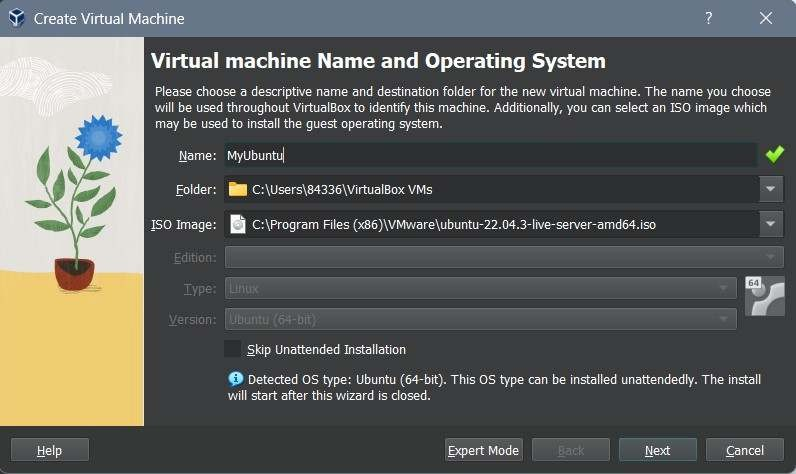 Create Virtual Machine
?
Virtual machine Name and Operating System
Please choose a descriptive name and destination folder for the new virtual machine. The name you choose
will be used throughout VirtualBox to identify this machine. Additionally, you can select an ISO image which
may be used to install the guest operating system.
Name: MyUbuntu
Folder: C:\Users\84336\VirtualBox VMs
ISO Image: C:\Program Files (x86)\VMware\ubuntu-22.04.3-live-server-amd64.iso
Edition:
Type: Linux
64
Version: Ubuntu (64-bit)
Skip Unattended Installation
Detected OS type: Ubuntu (64-bit). This OS type can be installed unattendedly. The install
will start after this wizard is closed.
Help Expert Mode Back Next Cancel